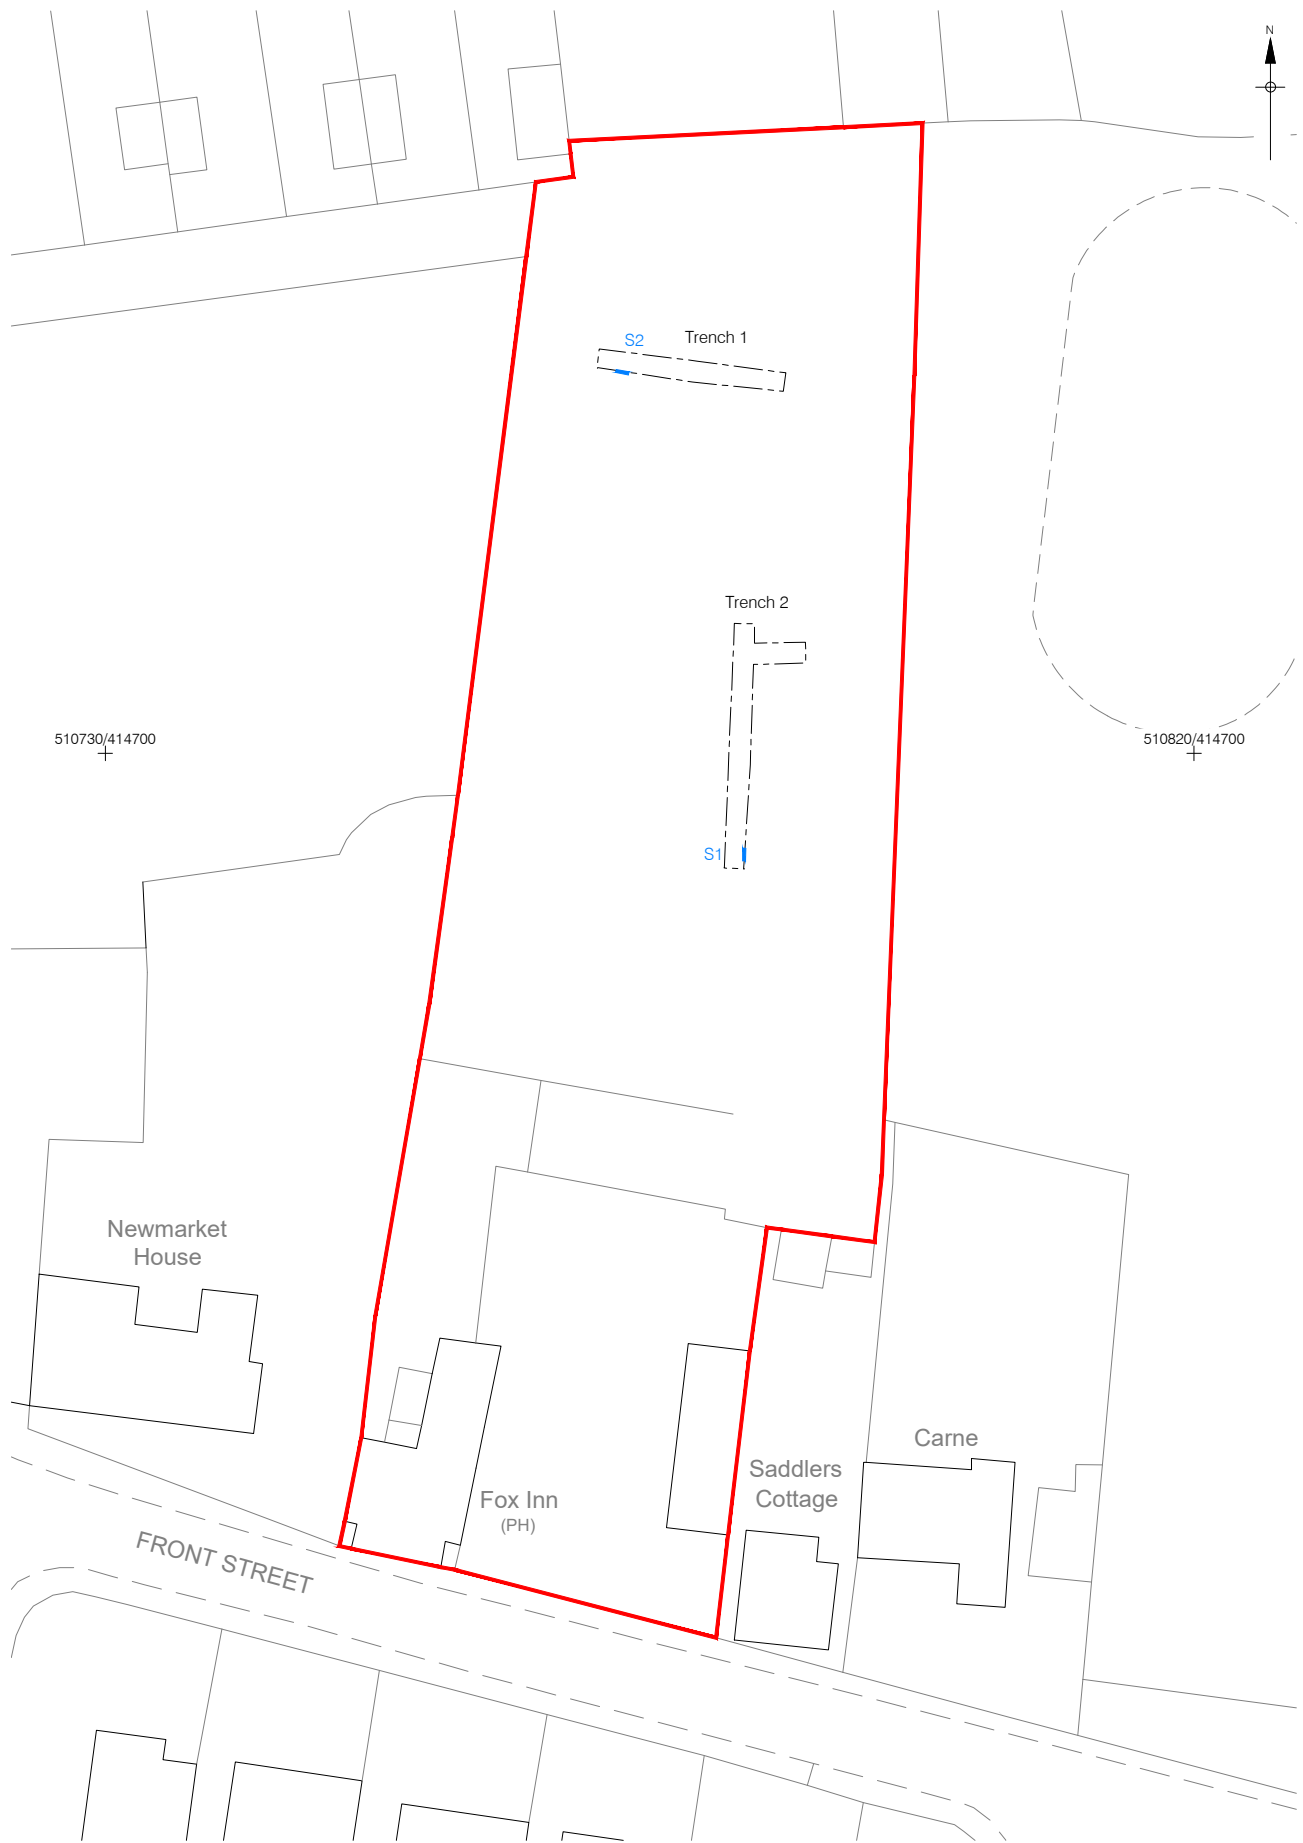 N
S2
Trench 1
Trench 2
510730/414700
510820/414700
S1
Newmarket
House
Carne
Saddlers
Cottage
Fox Inn
(PH)
FRONT STREET